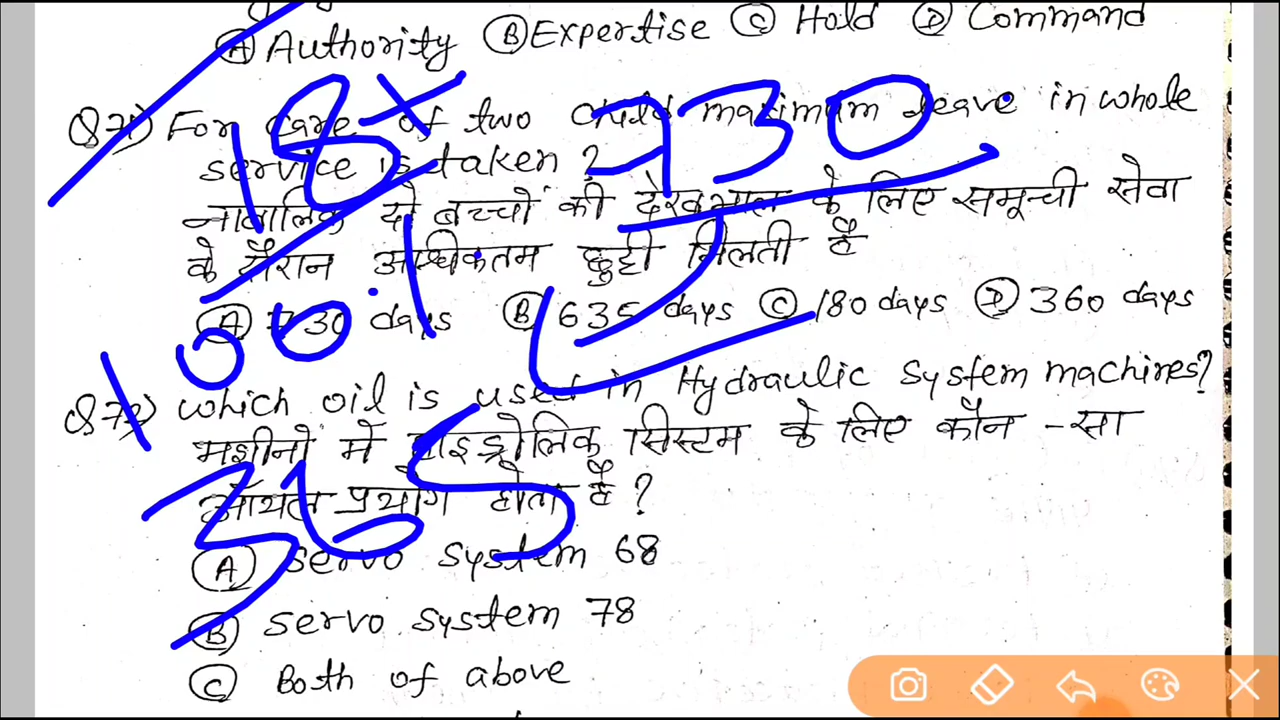 Ⓐ Authority Ⓑ Expertise Ⓒ Hold Ⓓ Command
Q71) For care of two child maximum leave in whole
service is taken ?
नाबालिक दो बच्चों की देखभाल के लिए समूची सेवा
के दौरान अधिकतम छुट्टी मिलती है
Ⓐ 730 days Ⓑ 635 days Ⓒ 180 days Ⓓ 360 days
Q72) Which oil is used in Hydraulic system machines?
मशीनों में हाइड्रोलिक सिस्टम के लिए कौन -सा
ऑयल प्रयोग होता है ?
Ⓐ Servo system 68
Ⓑ Servo system 78
Ⓒ Both of above
18
730
100
365